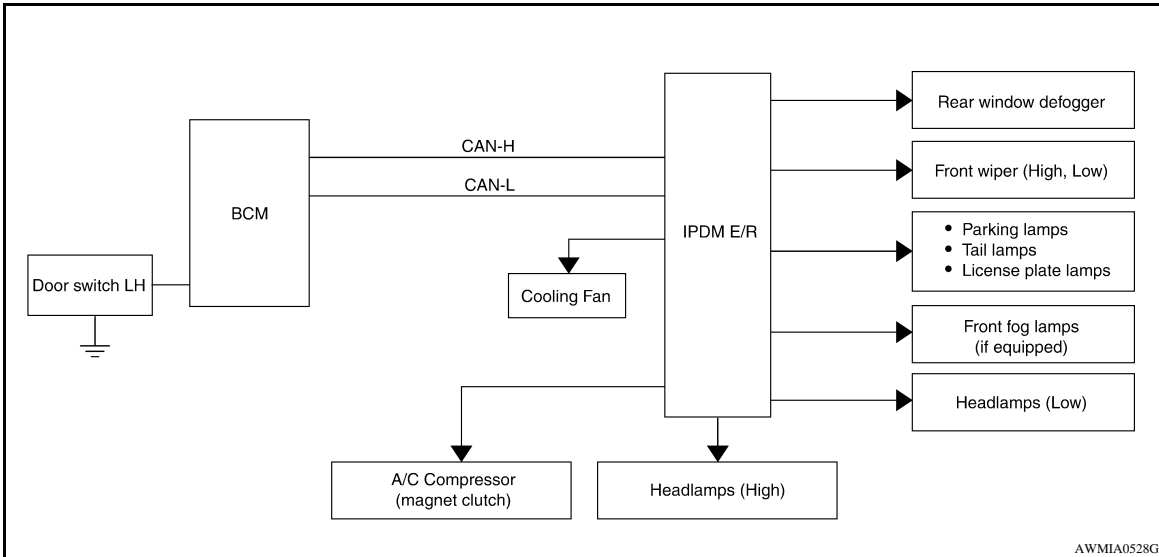 Rear window defogger
CAN-H
Front wiper (High, Low)
CAN-L
BCM
IPDM E/R
• Parking lamps
• Tail lamps
• License plate lamps
Door switch LH
Cooling Fan
Front fog lamps
(if equipped)
Headlamps (Low)
A/C Compressor
(magnet clutch)
Headlamps (High)
AWMIA0528G